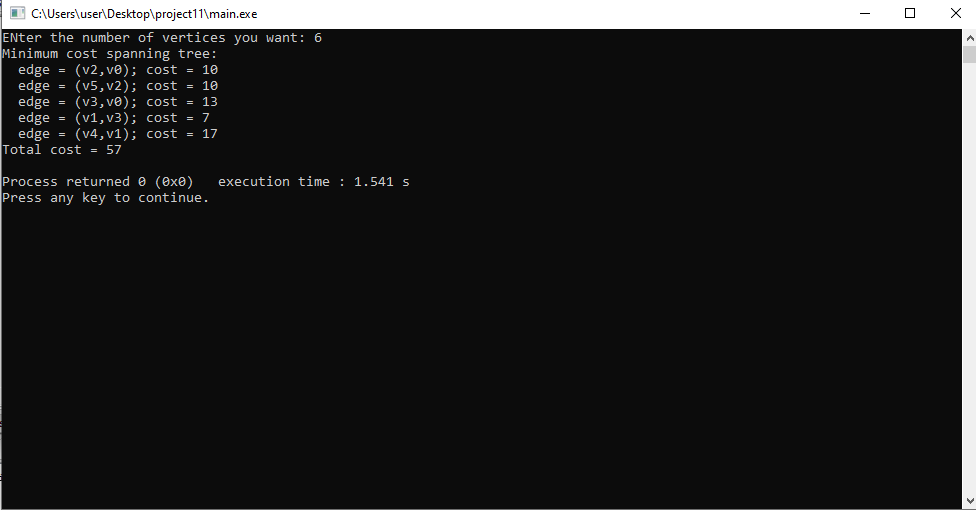 C:\Users\user\Desktop\project11\main.exe
ENter the number of vertices you want: 6
Minimum cost spanning tree:
  edge = (v2,v0); cost = 10
  edge = (v5,v2); cost = 10
  edge = (v3,v0); cost = 13
  edge = (v1,v3); cost = 7
  edge = (v4,v1); cost = 17
Total cost = 57
Process returned 0 (0x0)   execution time : 1.541 s
Press any key to continue.